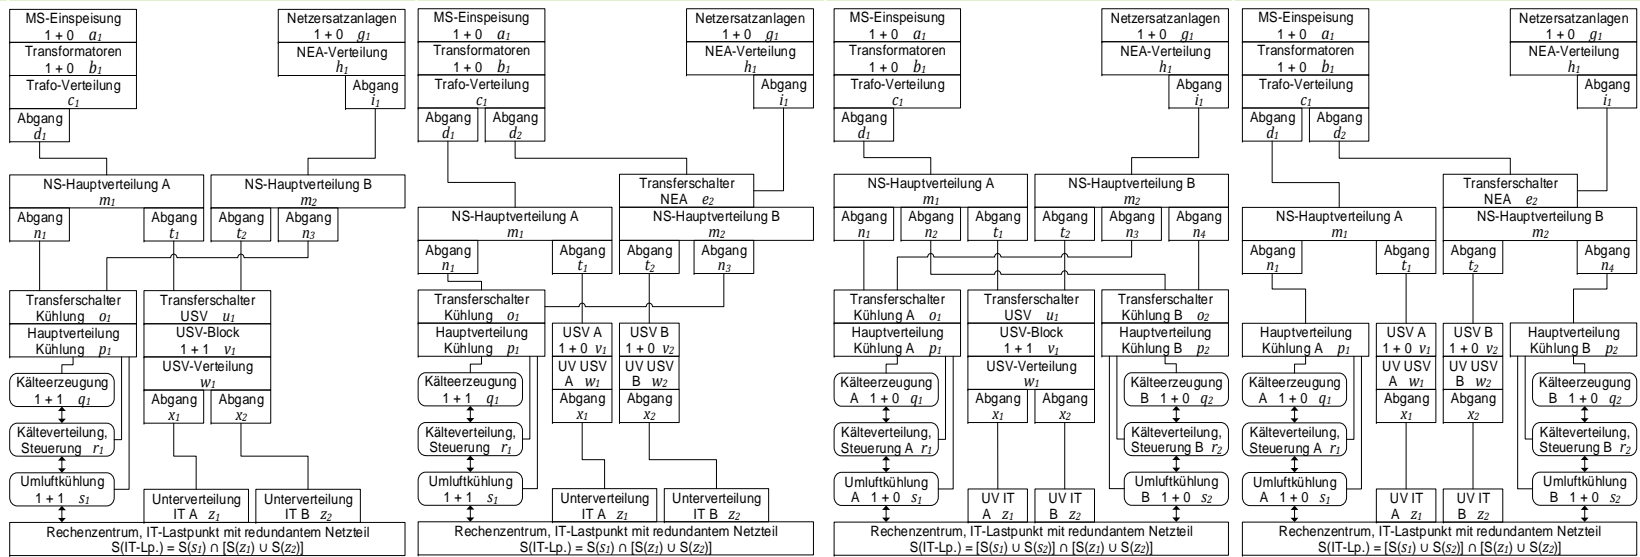 MS-Einspeisung
1 + 0 a1
Transformatoren
1 + 0 b1
Trafo-Verteilung
c1
Abgang
d1
Netzersatzanlagen
1 + 0 g1
NEA-Verteilung
h1
Abgang
i1
NS-Hauptverteilung A
m1
NS-Hauptverteilung B
m2
Abgang
n1
Abgang
t1
Abgang
t2
Abgang
n3
Transferschalter
Kühlung o1
Hauptverteilung
Kühlung p1
Kälteerzeugung
1 + 1 q1
Kälteverteilung,
Steuerung r1
Umluftkühlung
1 + 1 s1
Transferschalter
USV u1
USV-Block
1 + 1 v1
USV-Verteilung
w1
Abgang
x1
Abgang
x2
Unterverteilung
IT A z1
Unterverteilung
IT B z2
Rechenzentrum, IT-Lastpunkt mit redundantem Netzteil
S(IT-Lp.) = S(s1) ∩ [S(z1) ∪ S(z2)]
MS-Einspeisung
1 + 0 a1
Transformatoren
1 + 0 b1
Trafo-Verteilung
c1
Abgang
d1
Abgang
d2
Netzersatzanlagen
1 + 0 g1
NEA-Verteilung
h1
Abgang
i1
Transferschalter
NEA e2
NS-Hauptverteilung A
m1
NS-Hauptverteilung B
m2
Abgang
n1
Abgang
t1
Abgang
t2
Abgang
n3
Transferschalter
Kühlung o1
Hauptverteilung
Kühlung p1
Kälteerzeugung
1 + 1 q1
Kälteverteilung,
Steuerung r1
Umluftkühlung
1 + 1 s1
USV A
1 + 0 v1
UV USV
A w1
Abgang
x1
USV B
1 + 0 v2
UV USV
B w2
Abgang
x2
Unterverteilung
IT A z1
Unterverteilung
IT B z2
Rechenzentrum, IT-Lastpunkt mit redundantem Netzteil
S(IT-Lp.) = S(s1) ∩ [S(z1) ∪ S(z2)]
MS-Einspeisung
1 + 0 a1
Transformatoren
1 + 0 b1
Trafo-Verteilung
c1
Abgang
d1
Netzersatzanlagen
1 + 0 g1
NEA-Verteilung
h1
Abgang
i1
NS-Hauptverteilung A
m1
NS-Hauptverteilung B
m2
Abgang
n1
Abgang
n2
Abgang
t1
Abgang
t2
Abgang
n3
Abgang
n4
Transferschalter
Kühlung A o1
Hauptverteilung
Kühlung A p1
Kälteerzeugung
A 1 + 0 q1
Kälteverteilung,
Steuerung A r1
Umluftkühlung
A 1 + 0 s1
Transferschalter
USV u1
USV-Block
1 + 1 v1
USV-Verteilung
w1
Abgang
x1
Abgang
x2
UV IT
A z1
UV IT
B z2
Transferschalter
Kühlung B o2
Hauptverteilung
Kühlung B p2
Kälteerzeugung
B 1 + 0 q2
Kälteverteilung,
Steuerung B r2
Umluftkühlung
B 1 + 0 s2
Rechenzentrum, IT-Lastpunkt mit redundantem Netzteil
S(IT-Lp.) = [S(s1) ∪ S(s2)] ∩ [S(z1) ∪ S(z2)]
MS-Einspeisung
1 + 0 a1
Transformatoren
1 + 0 b1
Trafo-Verteilung
c1
Abgang
d1
Abgang
d2
Netzersatzanlagen
1 + 0 g1
NEA-Verteilung
h1
Abgang
i1
Transferschalter
NEA e2
NS-Hauptverteilung A
m1
NS-Hauptverteilung B
m2
Abgang
n1
Abgang
t1
Abgang
t2
Abgang
n4
Hauptverteilung
Kühlung A p1
Kälteerzeugung
A 1 + 0 q1
Kälteverteilung,
Steuerung A r1
Umluftkühlung
A 1 + 0 s1
USV A
1 + 0 v1
UV USV
A w1
Abgang
x1
USV B
1 + 0 v2
UV USV
B w2
Abgang
x2
UV IT
A z1
UV IT
B z2
Hauptverteilung
Kühlung B p2
Kälteerzeugung
B 1 + 0 q2
Kälteverteilung,
Steuerung B r2
Umluftkühlung
B 1 + 0 s2
Rechenzentrum, IT-Lastpunkt mit redundantem Netzteil
S(IT-Lp.) = [S(s1) ∪ S(s2)] ∩ [S(z1) ∪ S(z2)]